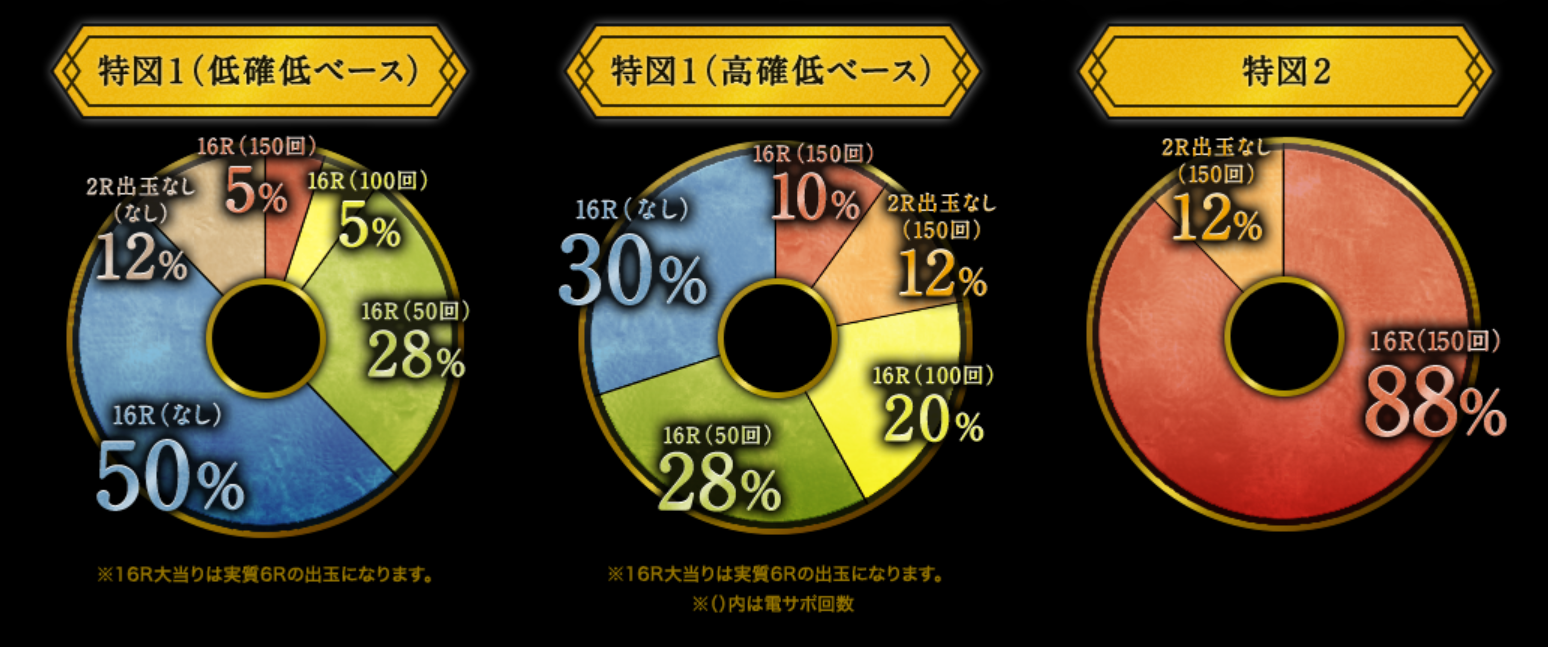 特図1（低確低ベース）
16R（150回）
5%
16R（100回）
5%
2R出玉なし
（なし）
12%
16R（50回）
28%
16R（なし）
50%
※16R大当りは実質6Rの出玉になります。
特図1（高確低ベース）
16R（150回）
10%
2R出玉なし
（150回）
12%
16R（なし）
30%
16R（100回）
20%
16R（50回）
28%
※16R大当りは実質6Rの出玉になります。
※（）内は電サポ回数
特図2
2R出玉なし
（150回）
12%
16R（150回）
88%